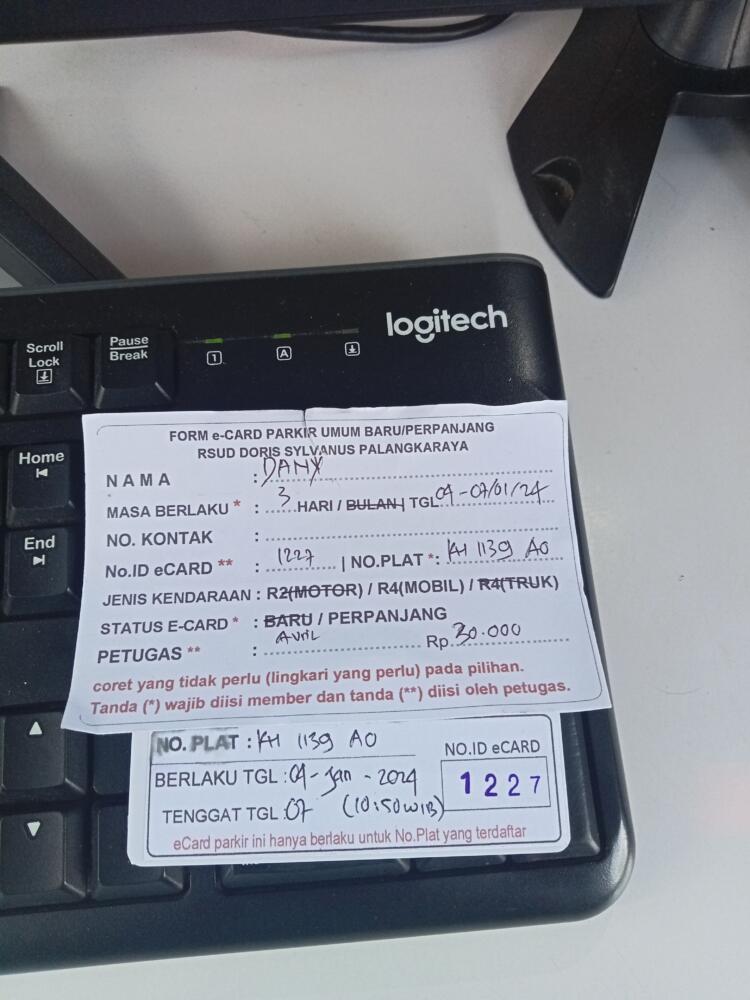 logitech
Scroll Lock
Pause Break
1 A
Home
End
FORM e-CARD PARKIR UMUM BARU/PERPANJANG
RSUD DORIS SYLVANUS PALANGKARAYA
NAMA : DANY
MASA BERLAKU * : 3 HARI / BULAN | TGL 04 - 07/01/24
NO. KONTAK :
No.ID eCARD ** : 1227 | NO.PLAT *: KH 1139 AO
JENIS KENDARAAN : R2(MOTOR) / R4(MOBIL) / R4(TRUK)
STATUS E-CARD * : BARU / PERPANJANG
PETUGAS ** : AVRIL Rp. 30.000
coret yang tidak perlu (lingkari yang perlu) pada pilihan.
Tanda (*) wajib diisi member dan tanda (**) diisi oleh petugas.
NO. PLAT : KH 1139 AO
NO.ID eCARD
1227
BERLAKU TGL : 04 - Jan - 2024
TENGGAT TGL : 07 (10:50 WIB)
eCard parkir ini hanya berlaku untuk No.Plat yang terdaftar